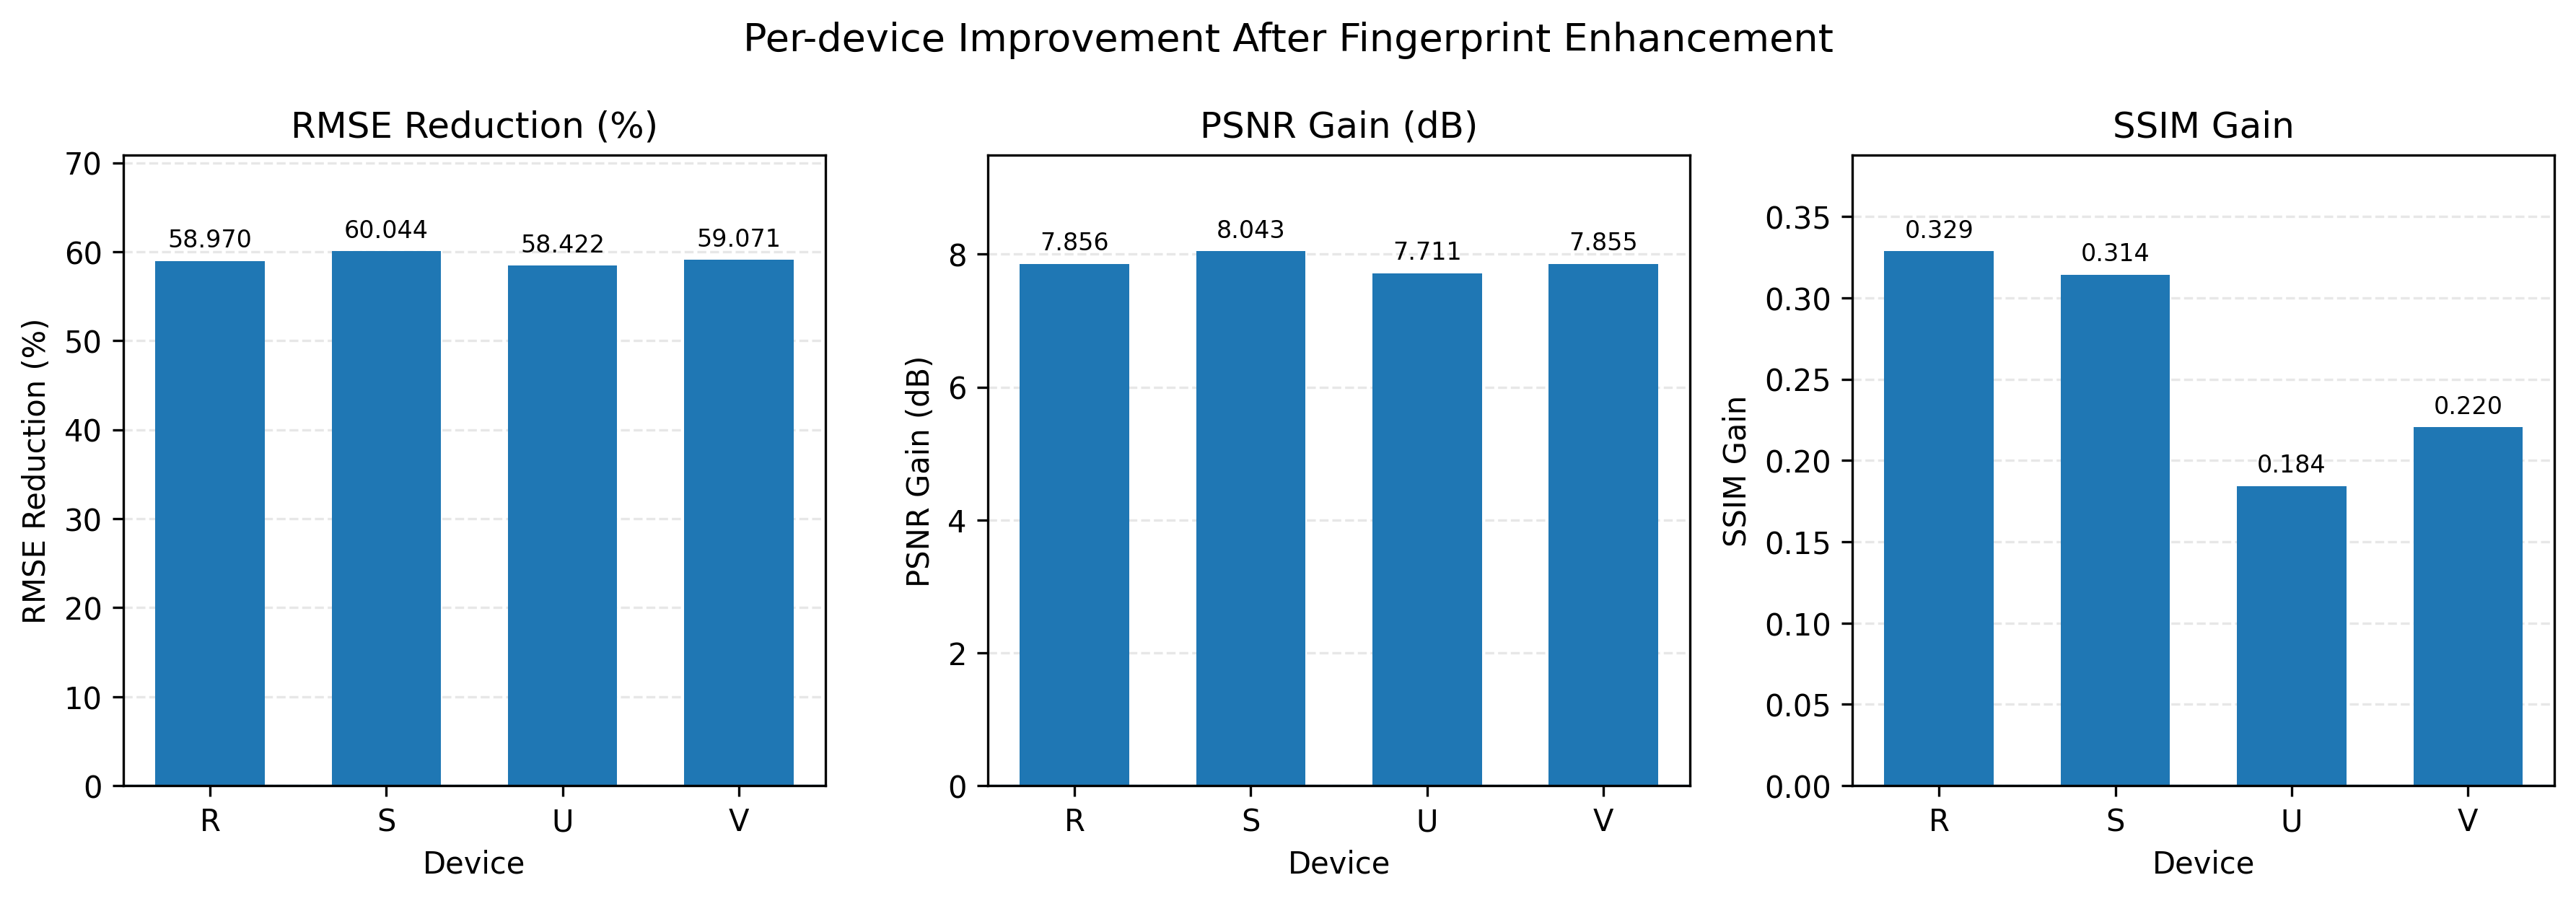 Per-device Improvement After Fingerprint Enhancement
RMSE Reduction (%)
RMSE Reduction (%)
70
60
50
40
30
20
10
0
58.970
60.044
58.422
59.071
R
S
U
V
Device
PSNR Gain (dB)
PSNR Gain (dB)
8
6
4
2
0
7.856
8.043
7.711
7.855
R
S
U
V
Device
SSIM Gain
SSIM Gain
0.35
0.30
0.25
0.20
0.15
0.10
0.05
0.00
0.329
0.314
0.184
0.220
R
S
U
V
Device